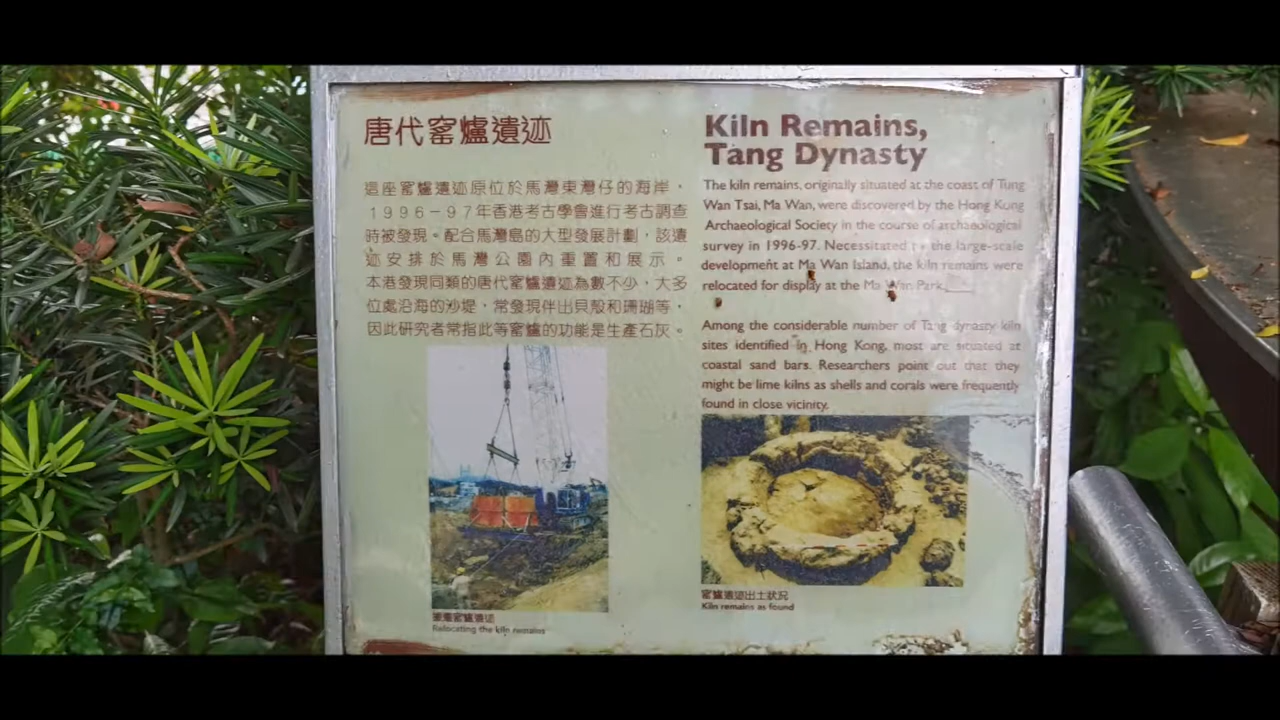 唐代窰爐遺迹
這座窰爐遺迹原位於馬灣東灣仔的海岸，
1996－97年香港考古學會進行考古調查
時被發現。配合馬灣島的大型發展計劃，該遺
迹安排於馬灣公園內重置和展示。
本港發現同類的唐代窰爐遺迹為數不少，大多
位處沿海的沙堤，常發現伴出貝殼和珊瑚等，
因此研究者常指此等窰爐的功能是生產石灰。
搬遷窰爐遺迹
Relocating the kiln remains
Kiln Remains,
Tang Dynasty
The kiln remains, originally situated at the coast of Tung
Wan Tsai, Ma Wan, were discovered by the Hong Kong
Archaeological Society in the course of archaeological
survey in 1996-97. Necessitated by the large-scale
development at Ma Wan Island, the kiln remains were
relocated for display at the Ma Wan Park.
Among the considerable number of Tang dynasty kiln
sites identified in Hong Kong, most are situated at
coastal sand bars. Researchers point out that they
might be lime kilns as shells and corals were frequently
found in close vicinity.
窰爐遺迹出土狀況
Kiln remains as found